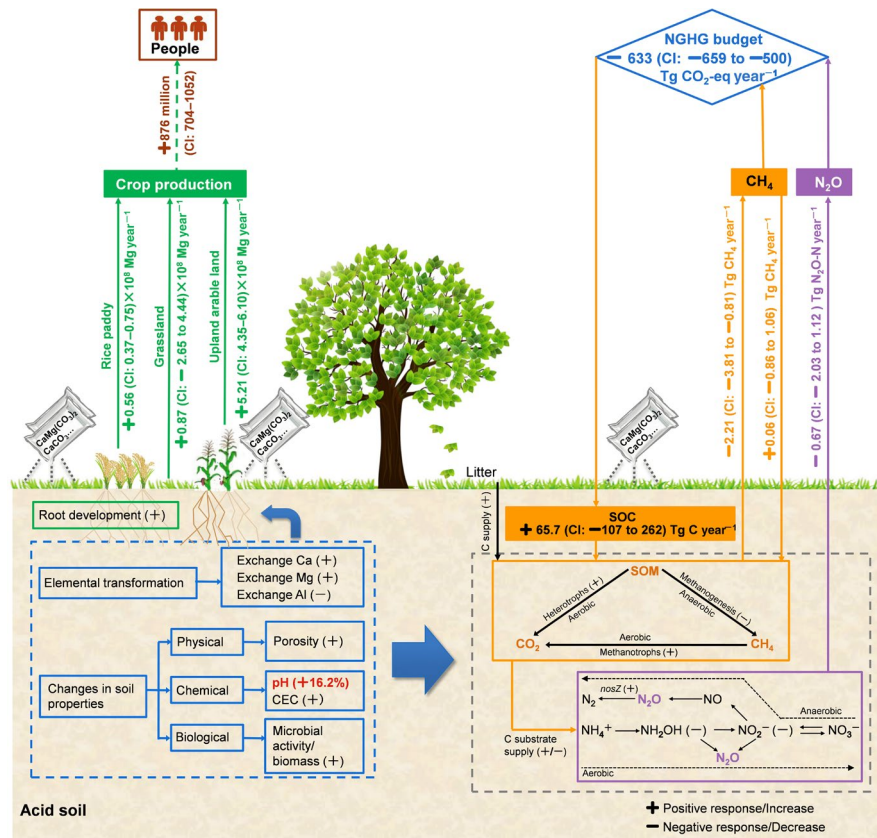 People
+876 million
(CI: 704–1052)
Crop production
Rice paddy
+0.56 (CI: 0.37–0.75)×10⁸ Mg year⁻¹
Grassland
+0.87 (CI: −2.65 to 4.44)×10⁸ Mg year⁻¹
Upland arable land
+5.21 (CI: 4.35–6.10)×10⁸ Mg year⁻¹
CaMg(CO₃)₂
CaCO₃...
CaMg(CO₃)₂
CaCO₃...
CaMg(CO₃)₂
CaCO₃...
NGHG budget
− 633 (CI: −659 to −500)
Tg CO₂-eq year⁻¹
CH₄
N₂O
−2.21 (CI: −3.81 to −0.81) Tg CH₄ year⁻¹
+0.06 (CI: −0.86 to 1.06) Tg CH₄ year⁻¹
− 0.67 (CI: − 2.03 to 1.12 ) Tg N₂O-N year⁻¹
Litter
C supply (+)
SOC
+ 65.7 (CI: −107 to 262) Tg C year⁻¹
Root development (+)
Elemental transformation
Exchange Ca (+)
Exchange Mg (+)
Exchange Al (−)
Changes in soil
properties
Physical
Porosity (+)
Chemical
pH (+16.2%)
CEC (+)
Biological
Microbial
activity/
biomass (+)
SOM
Heterotrophs (+)
Aerobic
Methanogenesis (−)
Anaerobic
CO₂
Aerobic
Methanotrophs (+)
CH₄
C substrate
supply (+/−)
nosZ (+)
N₂
N₂O
NO
Anaerobic
NH₄⁺
NH₂OH (−)
NO₂⁻ (−)
NO₃⁻
N₂O
Aerobic
Acid soil
+ Positive response/Increase
− Negative response/Decrease